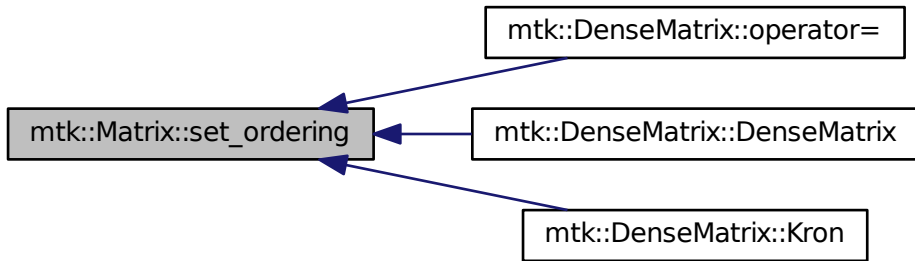 mtk::DenseMatrix::operator=
mtk::Matrix::set_ordering
mtk::DenseMatrix::DenseMatrix
mtk::DenseMatrix::Kron